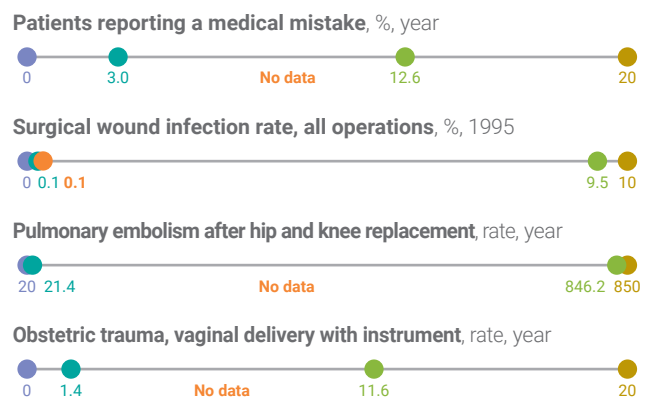 Patients reporting a medical mistake, %, year
0 3.0 No data 12.6 20
Surgical wound infection rate, all operations, %, 1995
0 0.1 0.1 9.5 10
Pulmonary embolism after hip and knee replacement, rate, year
20 21.4 No data 846.2 850
Obstetric trauma, vaginal delivery with instrument, rate, year
0 1.4 No data 11.6 20